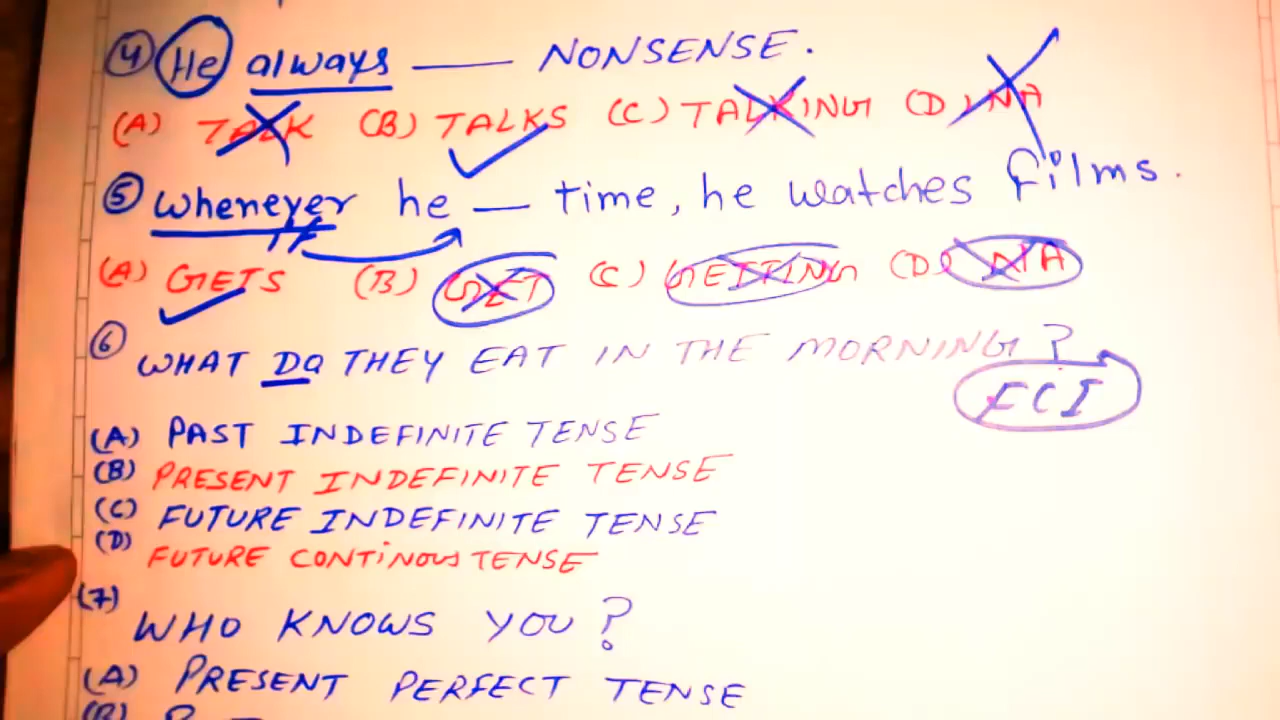 (4) He always ___ NONSENSE.
(A) TALK (B) TALKS (C) TALKING (D) NA
(5) Whenever he __ time, he watches films.
(A) GETS (B) GET (C) GETTING (D) N/A
(6) WHAT Do THEY EAT IN THE MORNING?
FCI
(A) PAST INDEFINITE TENSE
(B) PRESENT INDEFINITE TENSE
(C) FUTURE INDEFINITE TENSE
(D) FUTURE CONTINOUS TENSE
(7) WHO KNOWS YOU?
(A) PRESENT PERFECT TENSE
(B)